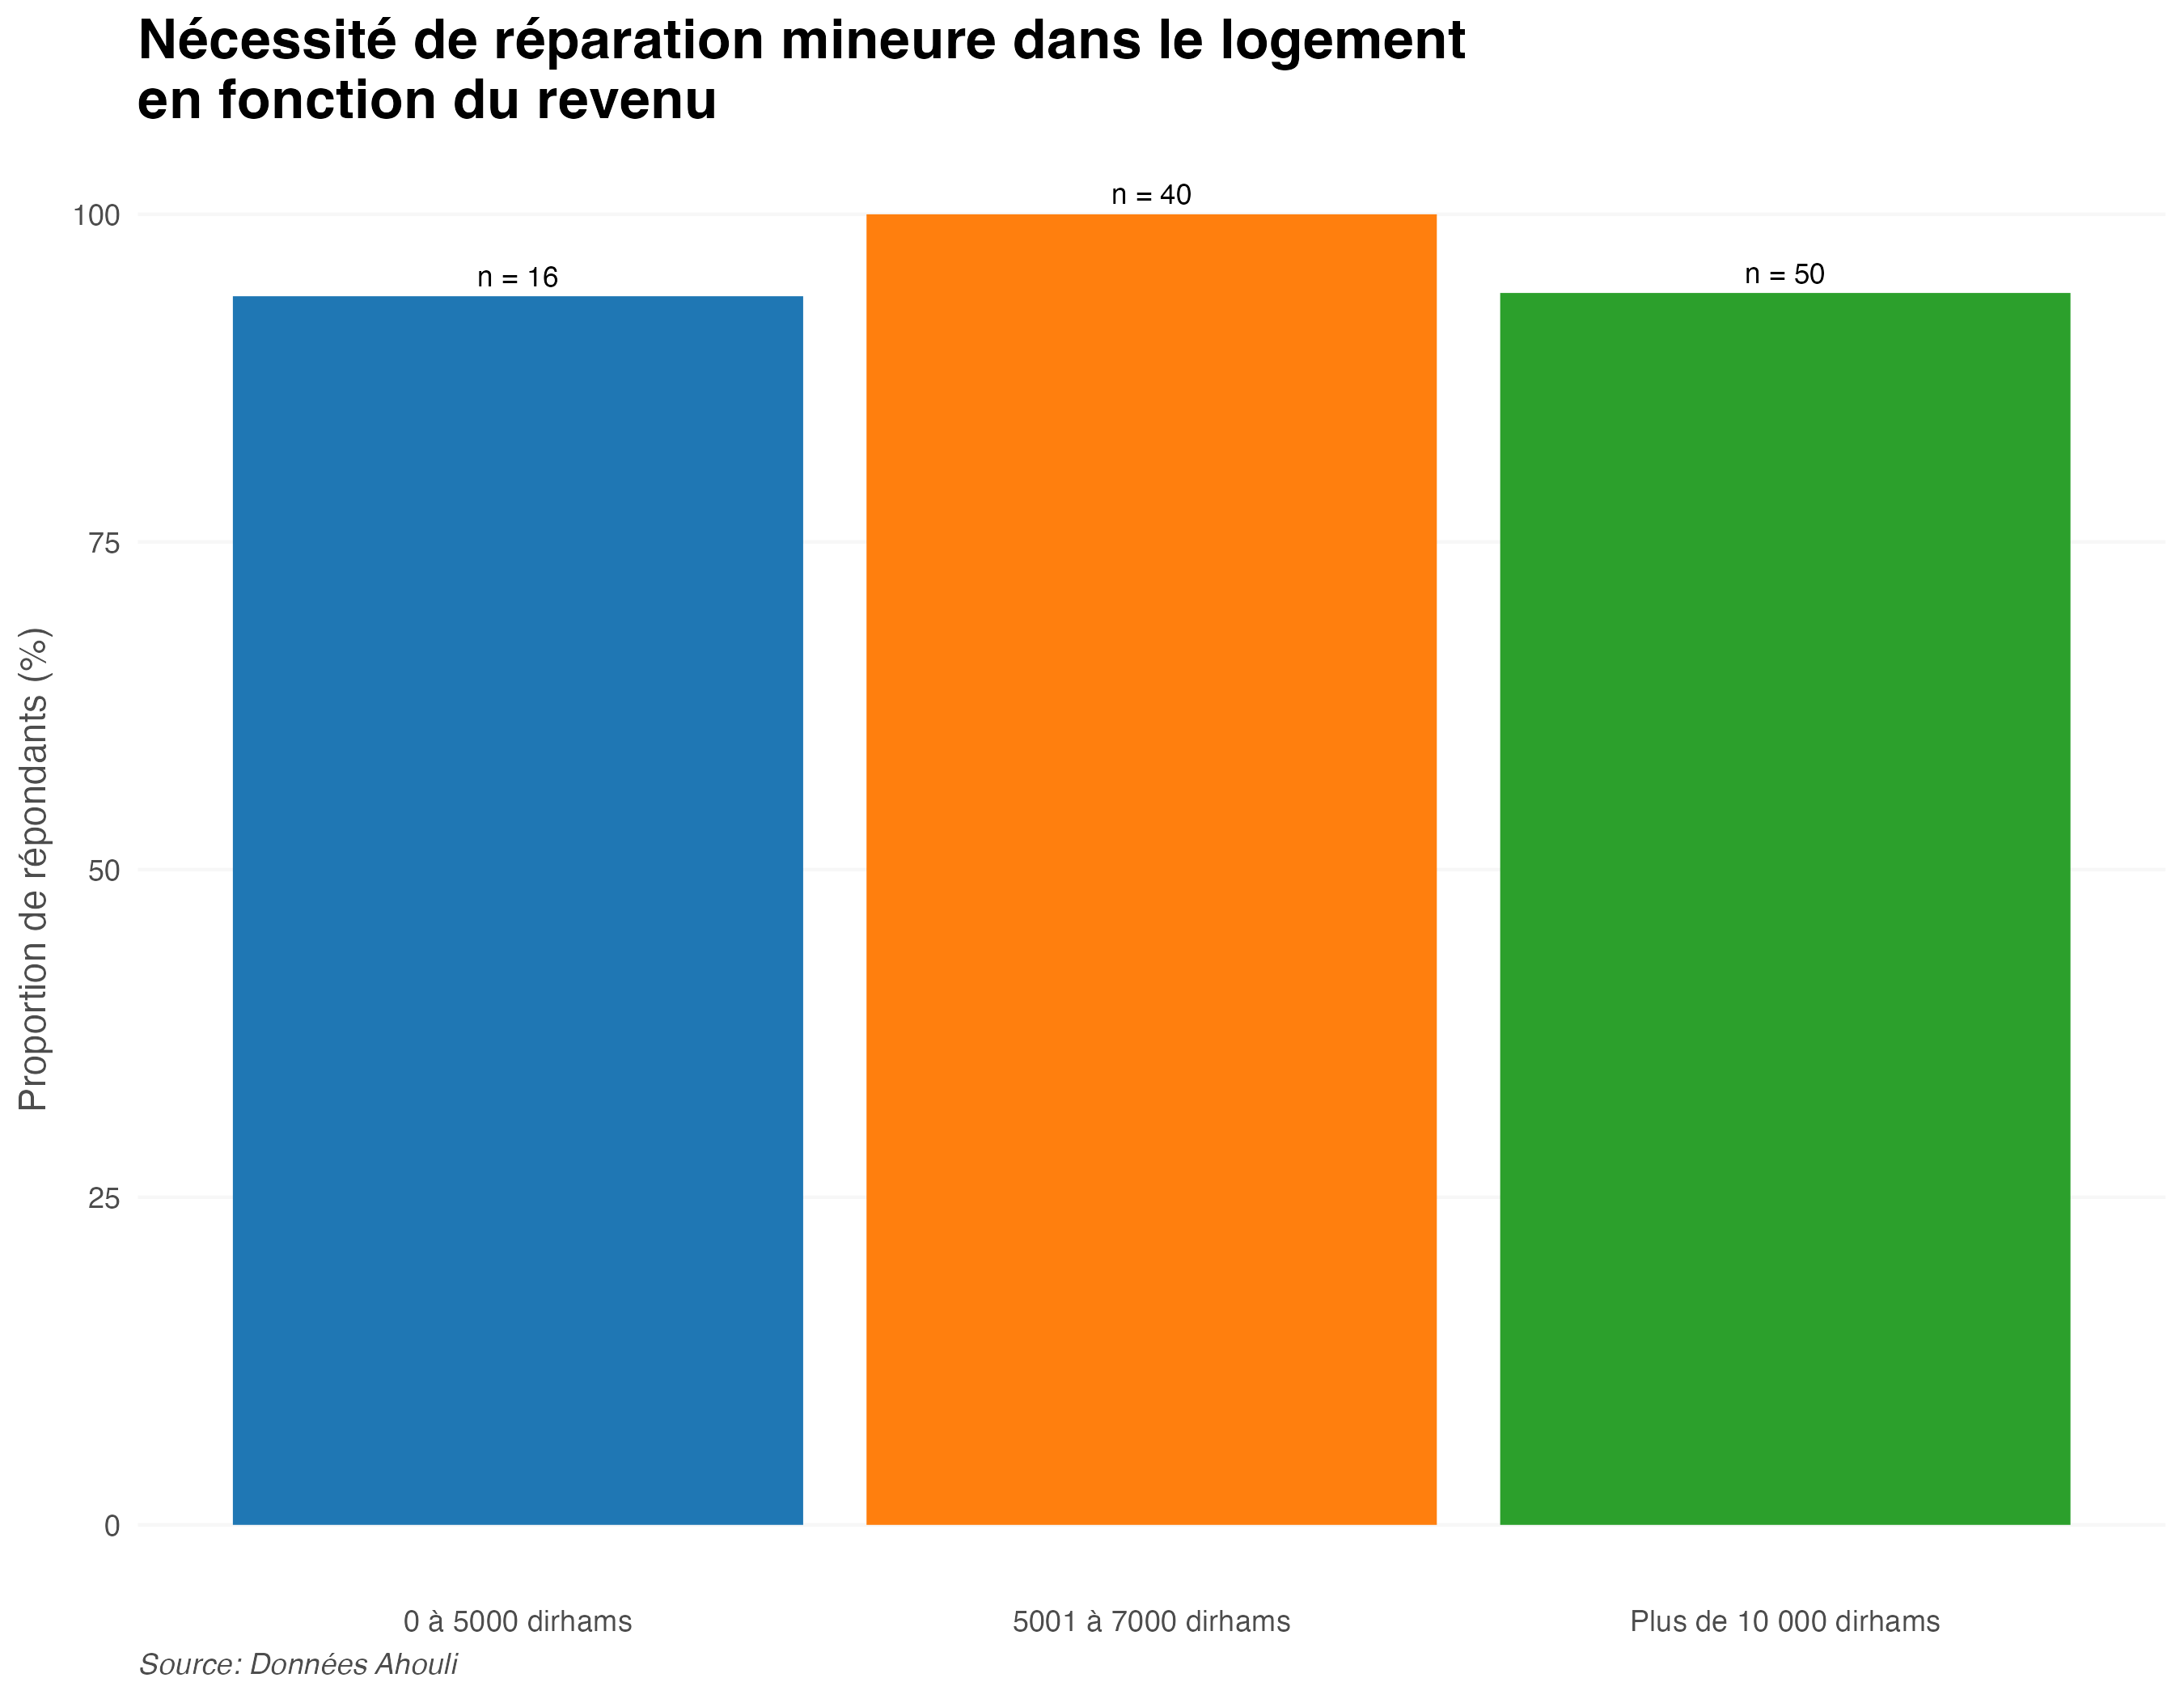 Nécessité de réparation mineure dans le logement
en fonction du revenu
Proportion de répondants (%)
100
75
50
25
0
n = 16
n = 40
n = 50
0 à 5000 dirhams
5001 à 7000 dirhams
Plus de 10 000 dirhams
Source: Données Ahouli